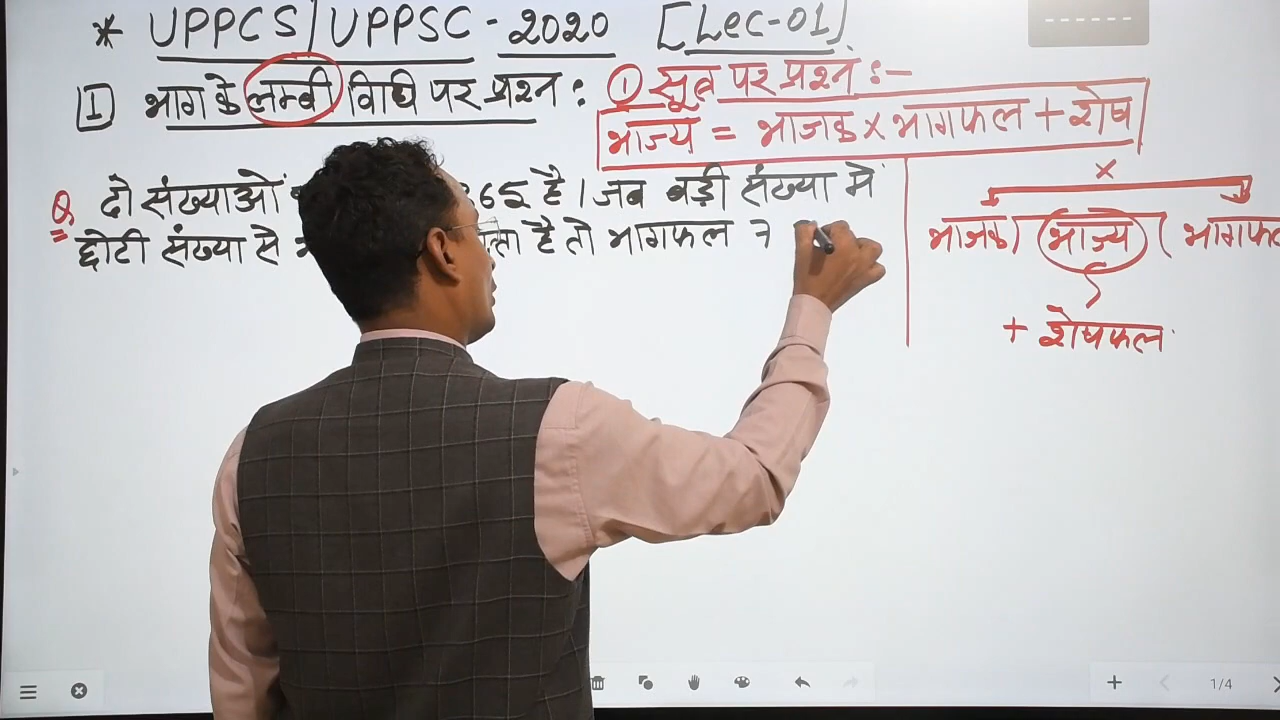 * UPPCS/UPPSC - 2020 [Lec-01]
I भाग के लम्बी विधि पर प्रश्न :
① सूत्र पर प्रश्न :-
भाज्य = भाजक × भागफल + शेष
Q. दो संख्याओं 365 है। जब बड़ी संख्या में
छोटी संख्या से है तो भागफल 7
×
भाजक) भाज्य ( भागफल
+ शेषफल
1/4